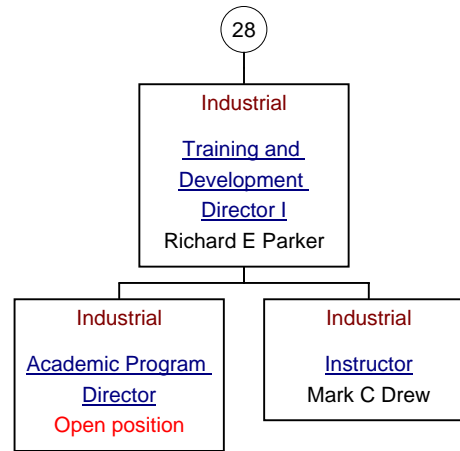 28
Industrial
Training and
Development
Director I
Richard E Parker
Industrial
Academic Program
Director
Open position
Industrial
Instructor
Mark C Drew